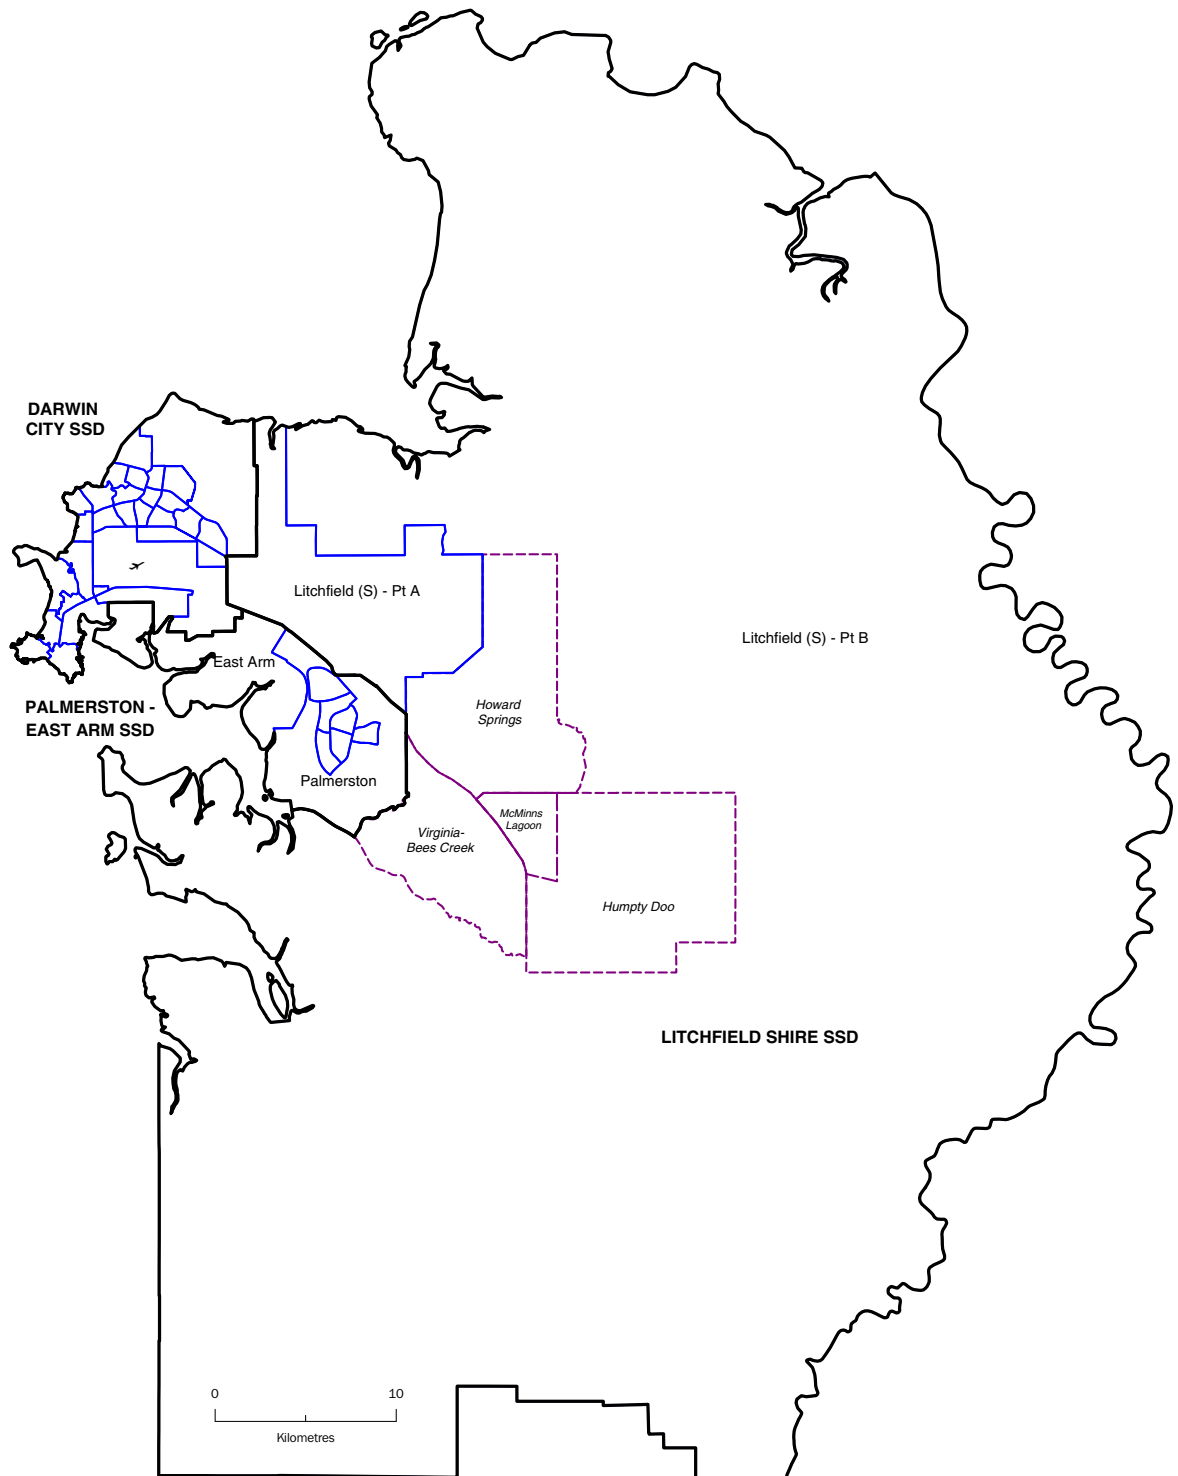 DARWIN
CITY SSD
Litchfield (S) - Pt A
Litchfield (S) - Pt B
East Arm
PALMERSTON -
EAST ARM SSD
Howard
Springs
Palmerston
McMinns
Lagoon
Virginia-
Bees Creek
Humpty Doo
LITCHFIELD SHIRE SSD
0 10
Kilometres